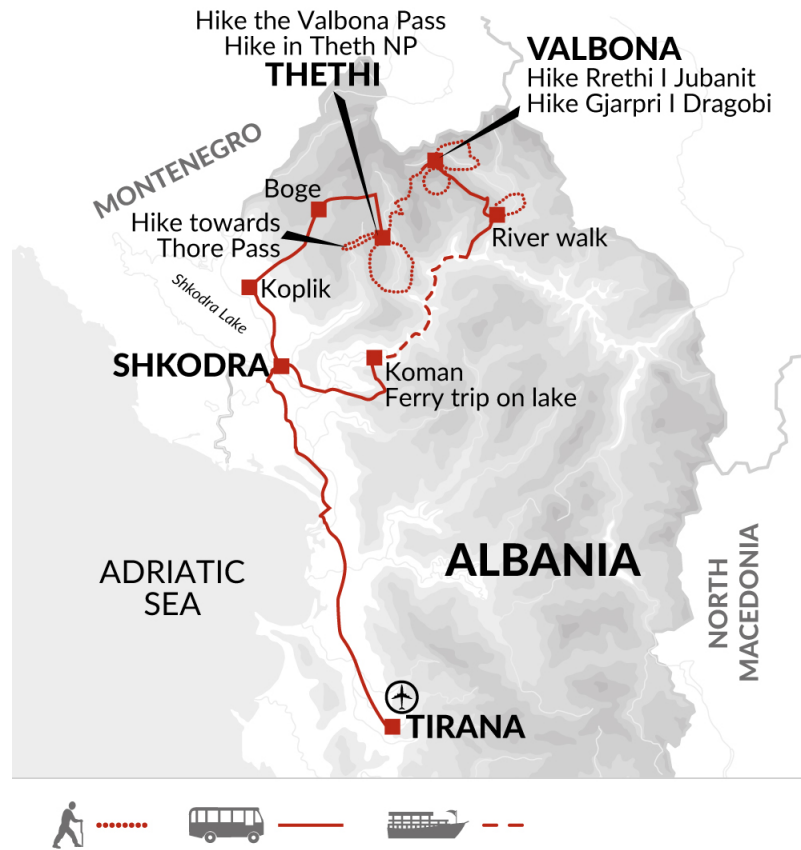 Hike the Valbona Pass
Hike in Theth NP
THETHI
VALBONA
Hike Rrethi I Jubanit
Hike Gjarpri I Dragobi
MONTENEGRO
Boge
Hike towards
Thore Pass
River walk
Koplik
Shkodra Lake
SHKODRA
Koman
Ferry trip on lake
ALBANIA
ADRIATIC
SEA
NORTH
MACEDONIA
TIRANA